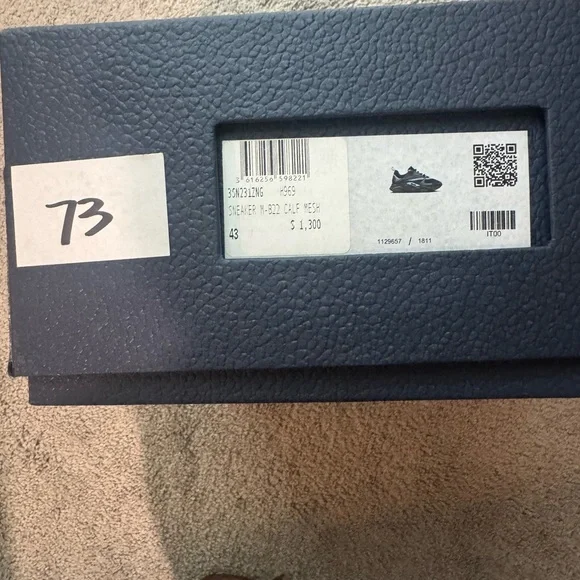 73
3 616256 598221
3SN231ZNG H969
SNEAKER M-B22 CALF MESH
43 $ 1,300
1129657 / 1811
IT00